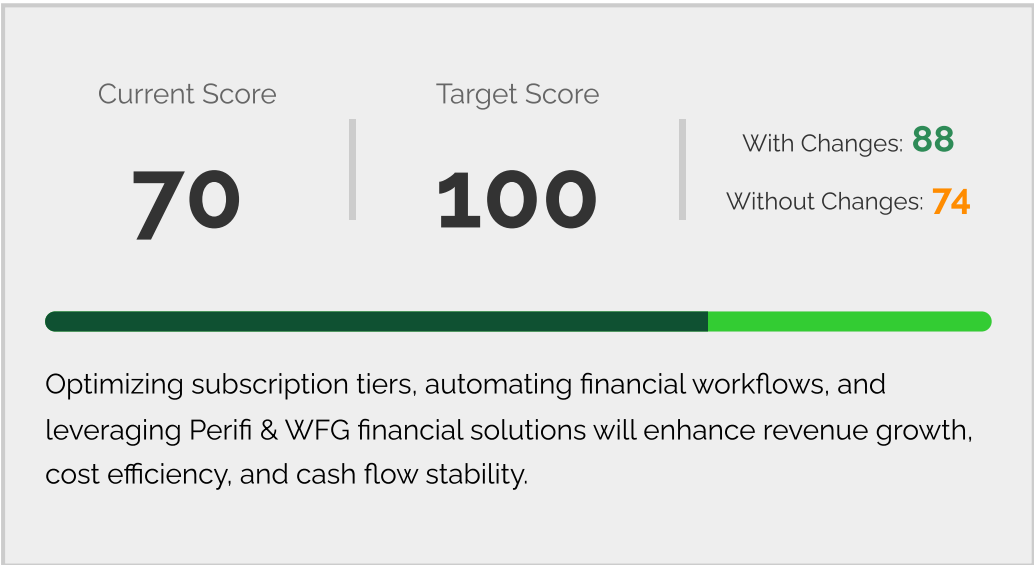 Current Score
70
Target Score
100
With Changes: 88
Without Changes: 74
Optimizing subscription tiers, automating financial workflows, and
leveraging Perifi & WFG financial solutions will enhance revenue growth,
cost efficiency, and cash flow stability.